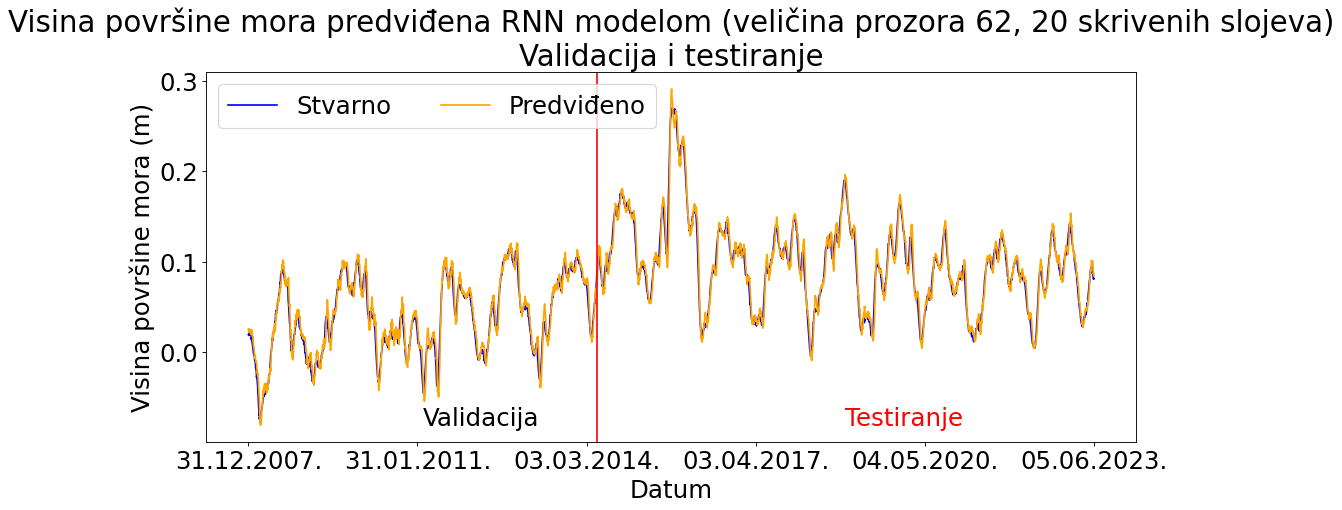 Visina površine mora predviđena RNN modelom (veličina prozora 62, 20 skrivenih slojeva)
Validacija i testiranje
Stvarno
Predviđeno
Visina površine mora (m)
0.3
0.2
0.1
0.0
Validacija
Testiranje
31.12.2007.
31.01.2011.
03.03.2014.
03.04.2017.
04.05.2020.
05.06.2023.
Datum